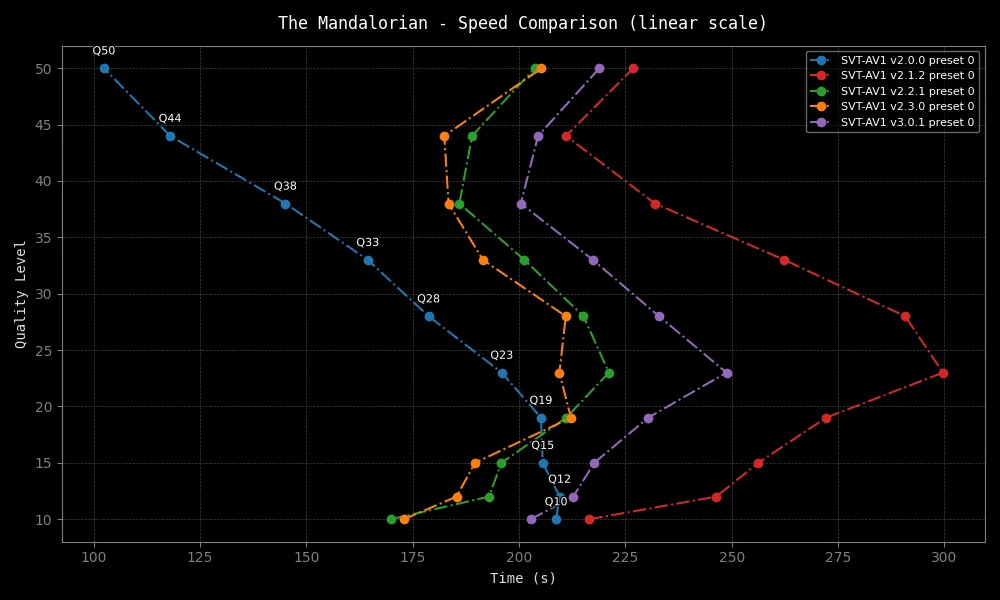 The Mandalorian - Speed Comparison (linear scale)
SVT-AV1 v2.0.0 preset 0
SVT-AV1 v2.1.2 preset 0
SVT-AV1 v2.2.1 preset 0
SVT-AV1 v2.3.0 preset 0
SVT-AV1 v3.0.1 preset 0
Q50
Q44
Q38
Q33
Q28
Q23
Q19
Q15
Q12
Q10
Quality Level
50
45
40
35
30
25
20
15
10
100
125
150
175
200
225
250
275
300
Time (s)